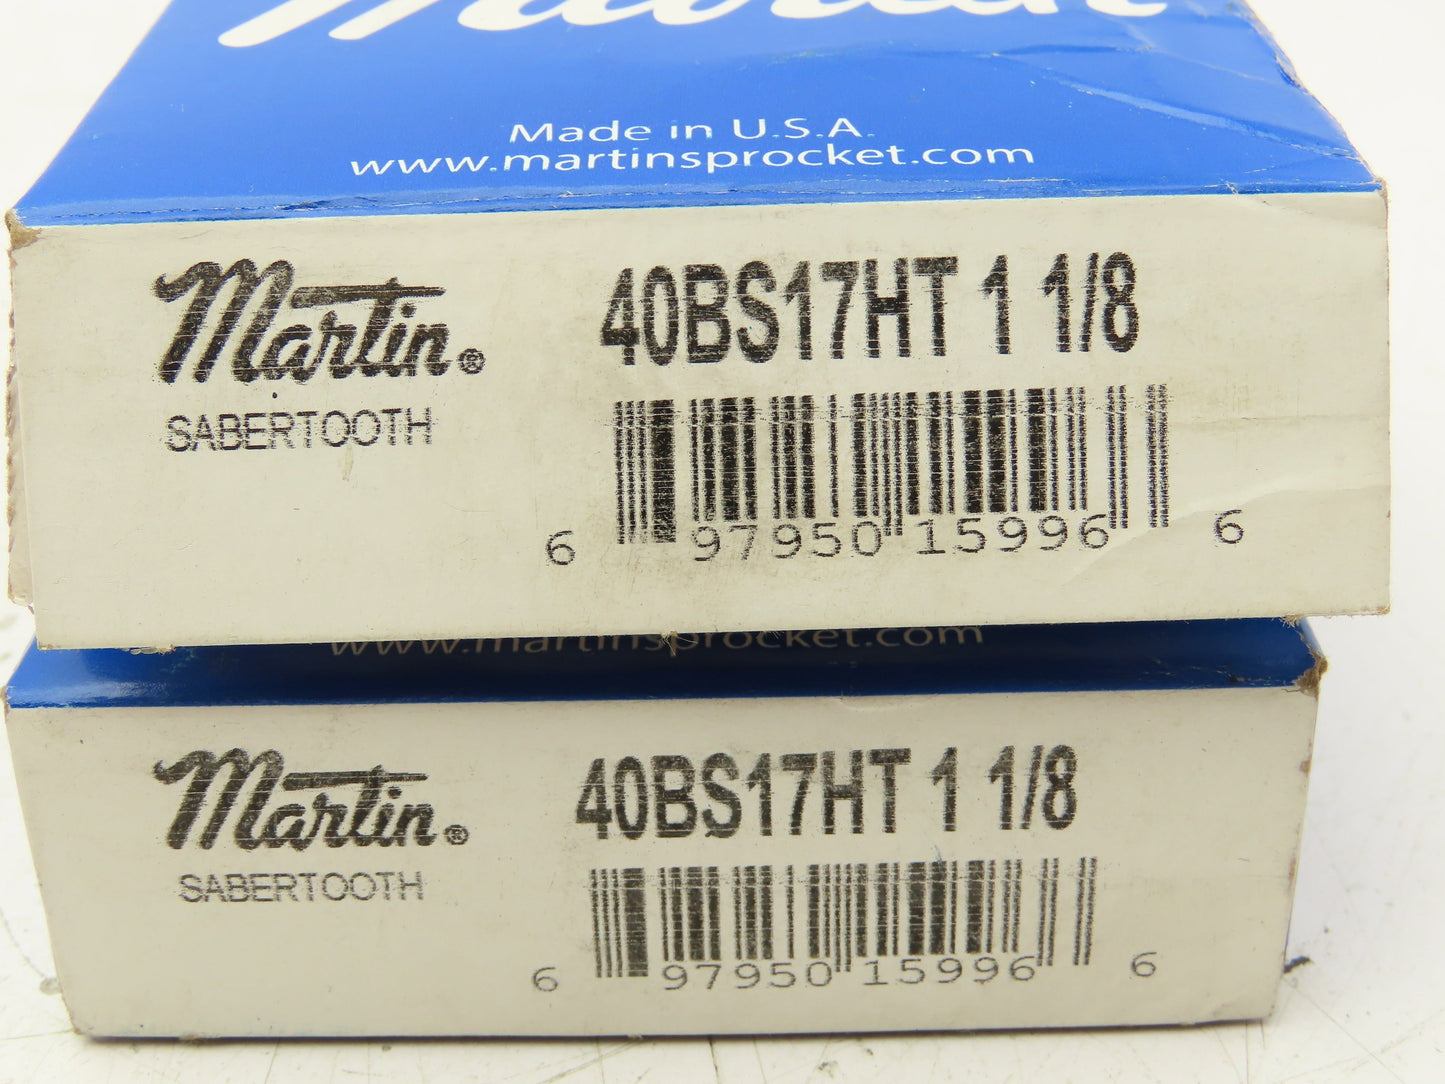 Martin
Made in U.S.A.
www.martinsprocket.com
Martin® 40BS17HT 1 1/8
SABERTOOTH
6 97950 15996 6
www.martinsprocket.com
Martin® 40BS17HT 1 1/8
SABERTOOTH
6 97950 15996 6